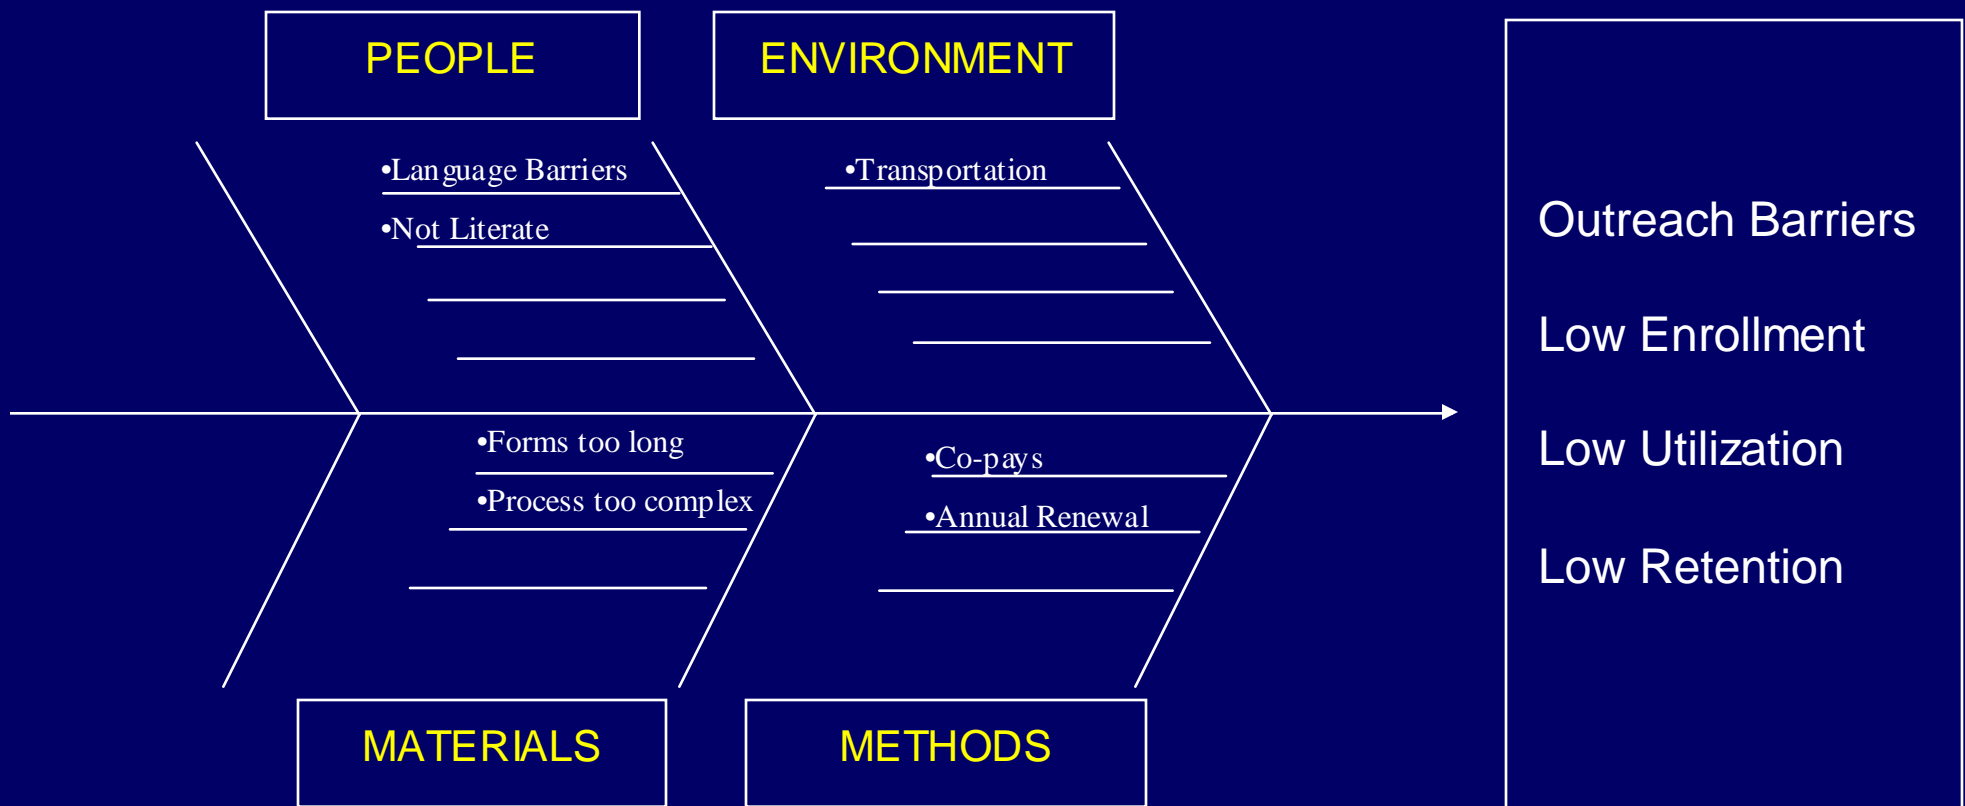 PEOPLE
ENVIRONMENT
•Language Barriers
•Not Literate
•Transportation
•Forms too long
•Process too complex
•Co-pays
•Annual Renewal
MATERIALS
METHODS
Outreach Barriers
Low Enrollment
Low Utilization
Low Retention